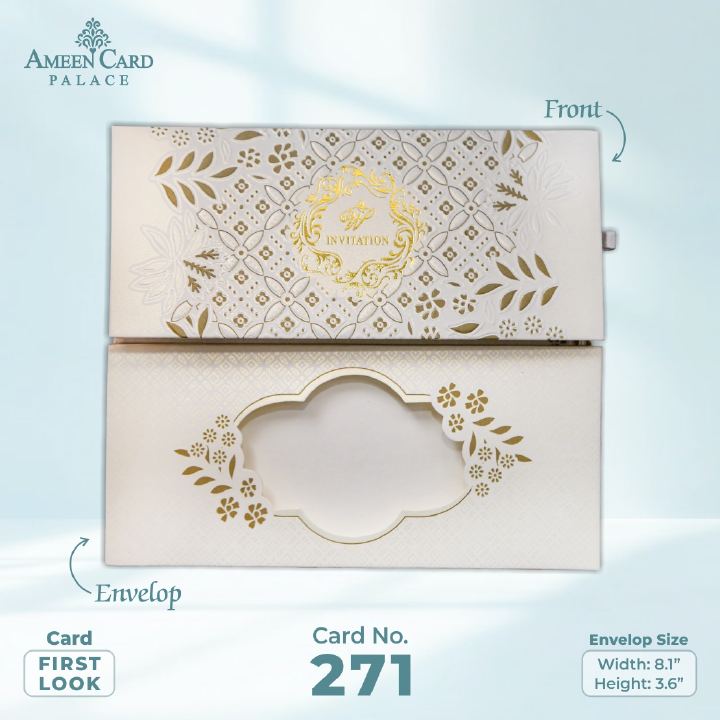 AMEEN CARD
PALACE
Front
INVITATION
Envelop
Card
FIRST
LOOK
Card No.
271
Envelop Size
Width: 8.1”
Height: 3.6”